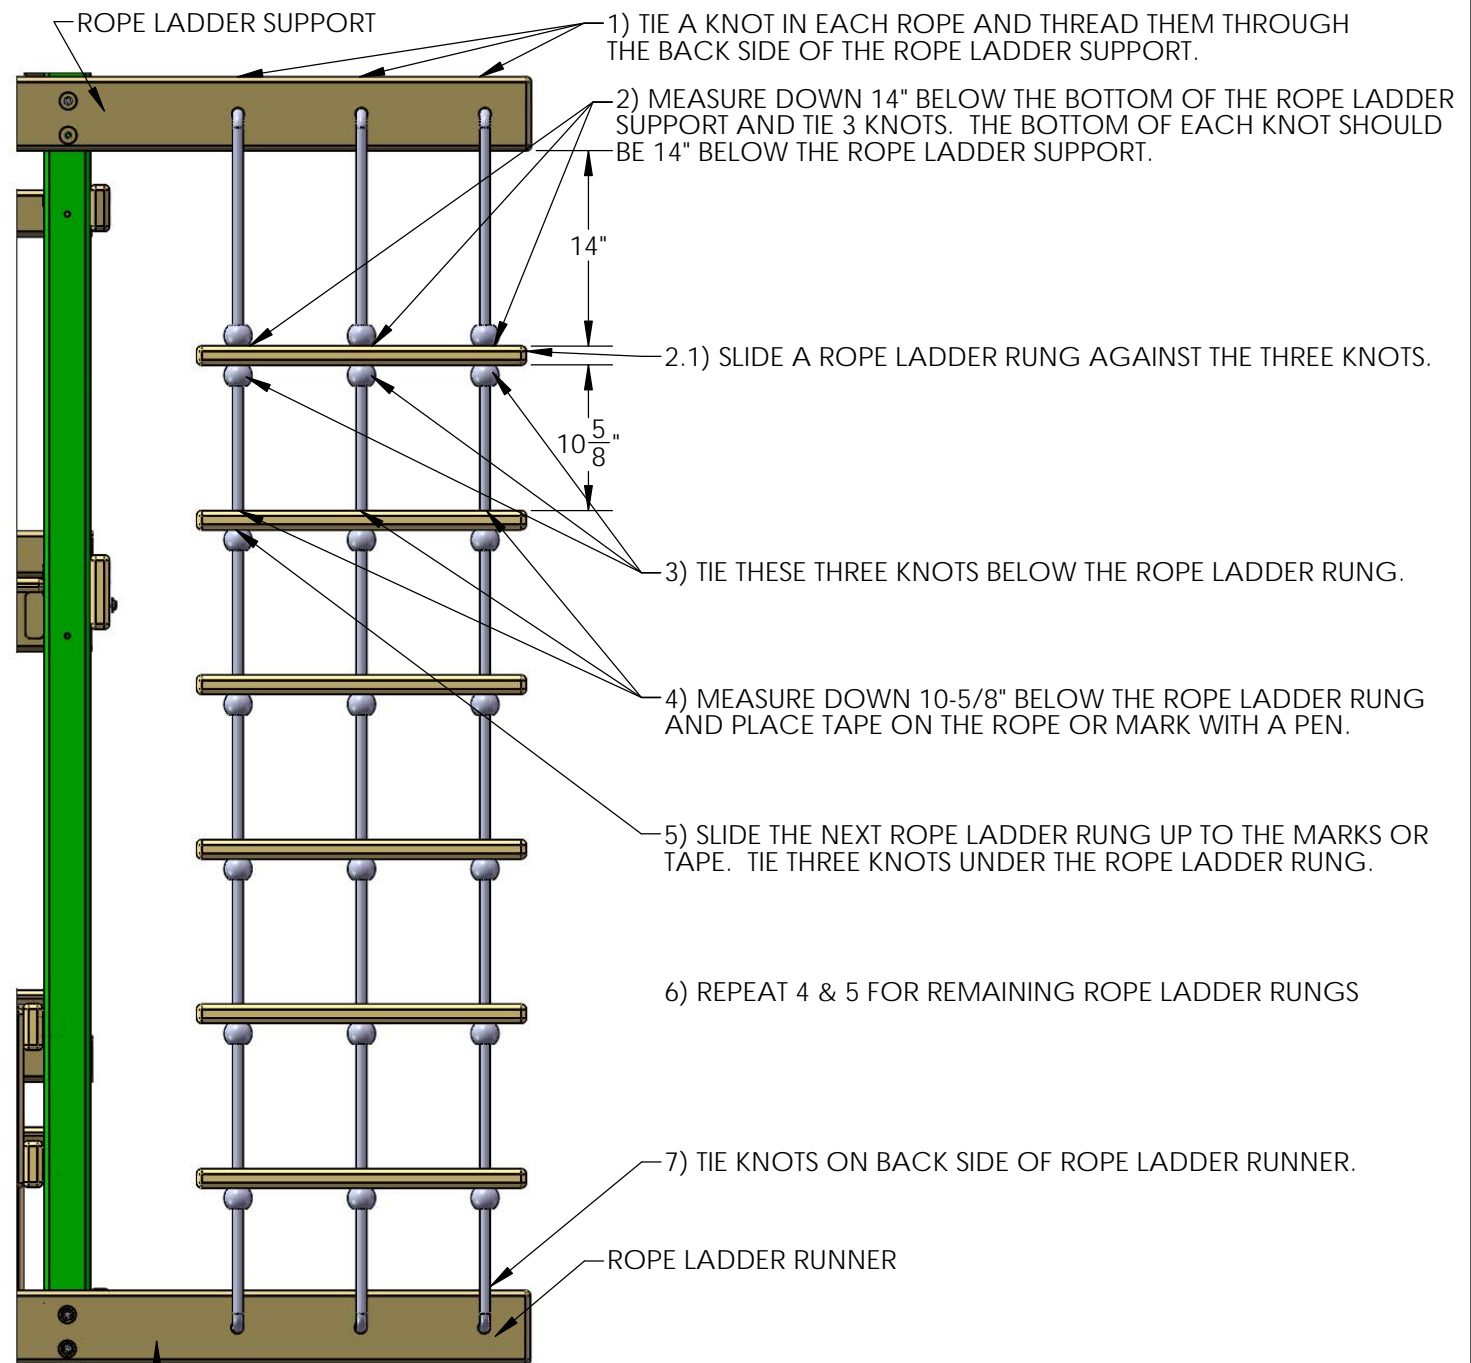 ROPE LADDER SUPPORT
1) TIE A KNOT IN EACH ROPE AND THREAD THEM THROUGH
THE BACK SIDE OF THE ROPE LADDER SUPPORT.
2) MEASURE DOWN 14" BELOW THE BOTTOM OF THE ROPE LADDER
SUPPORT AND TIE 3 KNOTS. THE BOTTOM OF EACH KNOT SHOULD
BE 14" BELOW THE ROPE LADDER SUPPORT.
14"
2.1) SLIDE A ROPE LADDER RUNG AGAINST THE THREE KNOTS.
10 5/8"
3) TIE THESE THREE KNOTS BELOW THE ROPE LADDER RUNG.
4) MEASURE DOWN 10-5/8" BELOW THE ROPE LADDER RUNG
AND PLACE TAPE ON THE ROPE OR MARK WITH A PEN.
5) SLIDE THE NEXT ROPE LADDER RUNG UP TO THE MARKS OR
TAPE. TIE THREE KNOTS UNDER THE ROPE LADDER RUNG.
6) REPEAT 4 & 5 FOR REMAINING ROPE LADDER RUNGS
7) TIE KNOTS ON BACK SIDE OF ROPE LADDER RUNNER.
ROPE LADDER RUNNER